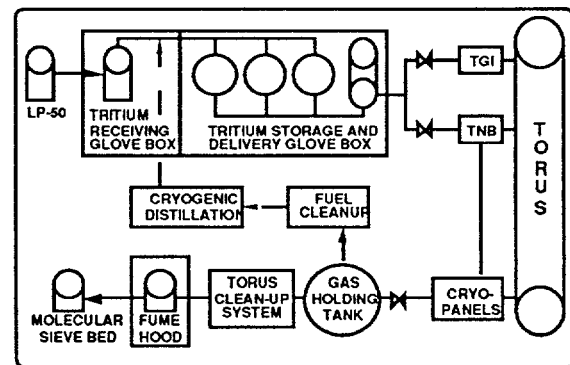 LP-50
TRITIUM
RECEIVING
GLOVE BOX
TRITIUM STORAGE AND
DELIVERY GLOVE BOX
TGI
TNB
TORUS
CRYOGENIC
DISTILLATION
FUEL
CLEANUP
MOLECULAR
SIEVE BED
FUME
HOOD
TORUS
CLEAN-UP
SYSTEM
GAS
HOLDING
TANK
CRYO-
PANELS